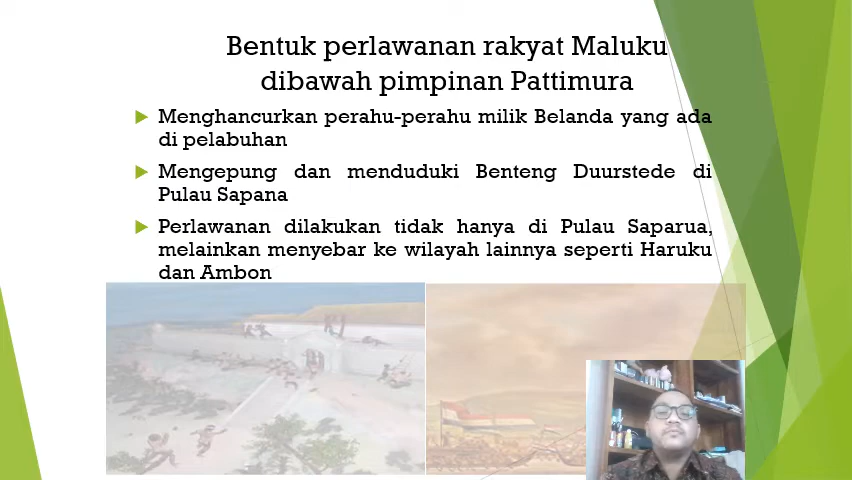 Bentuk perlawanan rakyat Maluku
dibawah pimpinan Pattimura
Menghancurkan perahu-perahu milik Belanda yang ada
di pelabuhan
Mengepung dan menduduki Benteng Duurstede di
Pulau Sapana
Perlawanan dilakukan tidak hanya di Pulau Saparua,
melainkan menyebar ke wilayah lainnya seperti Haruku
dan Ambon